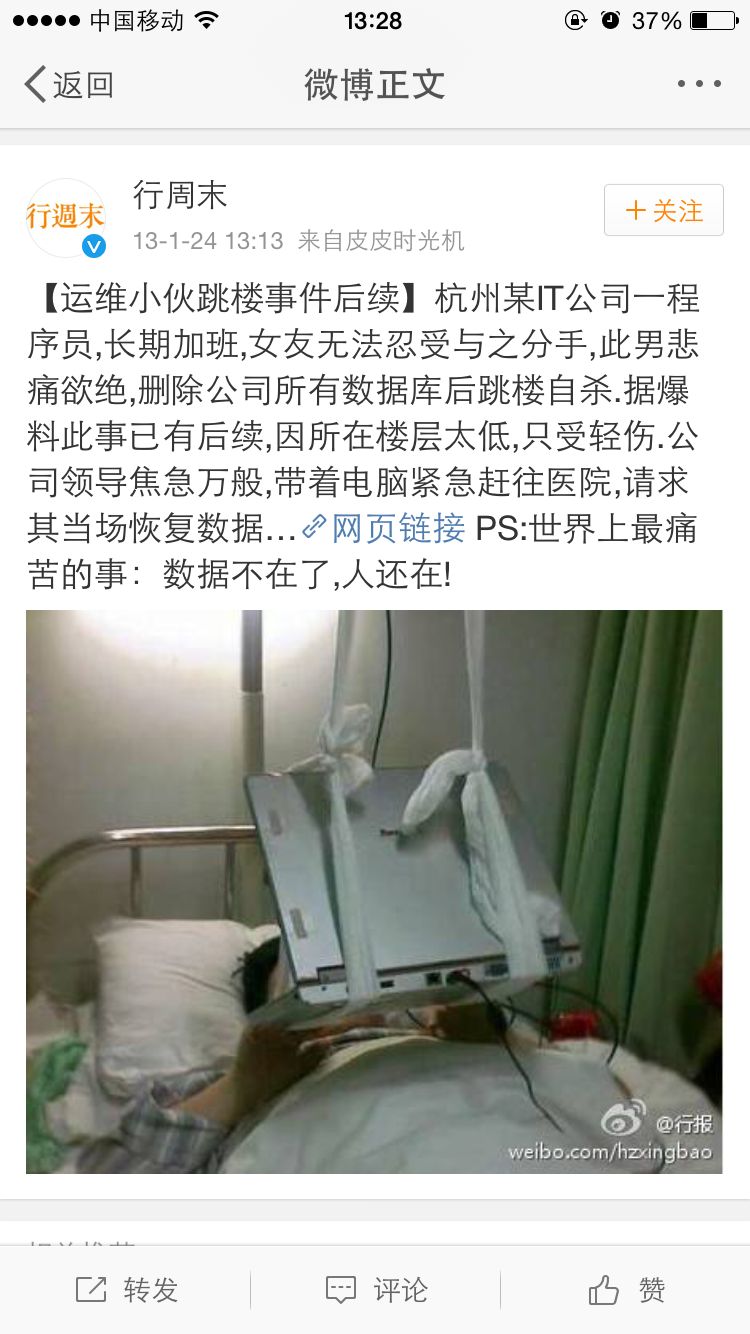 中国移动 13:28 37%
返回 微博正文
行週末 行周末
13-1-24 13:13 来自皮皮时光机
+关注
【运维小伙跳楼事件后续】杭州某IT公司一程
序员,长期加班,女友无法忍受与之分手,此男悲
痛欲绝,删除公司所有数据库后跳楼自杀.据爆
料此事已有后续,因所在楼层太低,只受轻伤.公
司领导焦急万般,带着电脑紧急赶往医院,请求
其当场恢复数据…网页链接 PS:世界上最痛
苦的事：数据不在了,人还在!
@行报
weibo.com/hzxingbao
转发 评论 赞